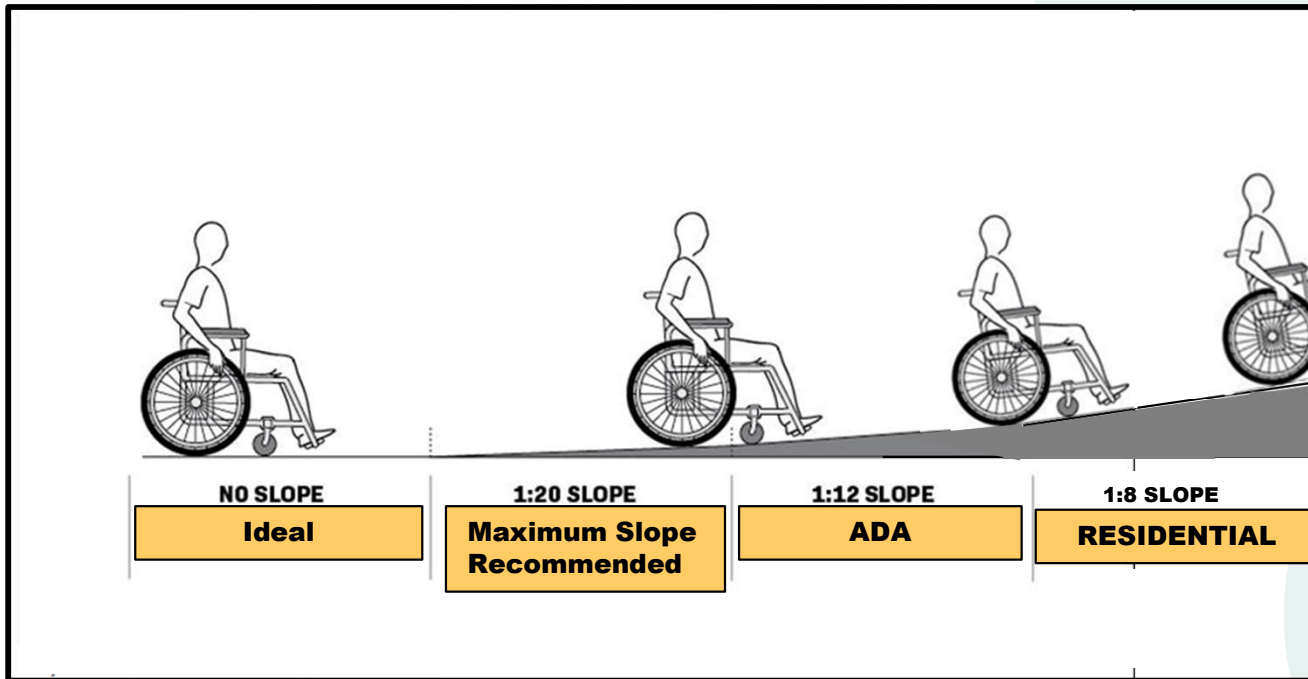 NO SLOPE
Ideal
1:20 SLOPE
Maximum Slope
Recommended
1:12 SLOPE
ADA
1:8 SLOPE
RESIDENTIAL